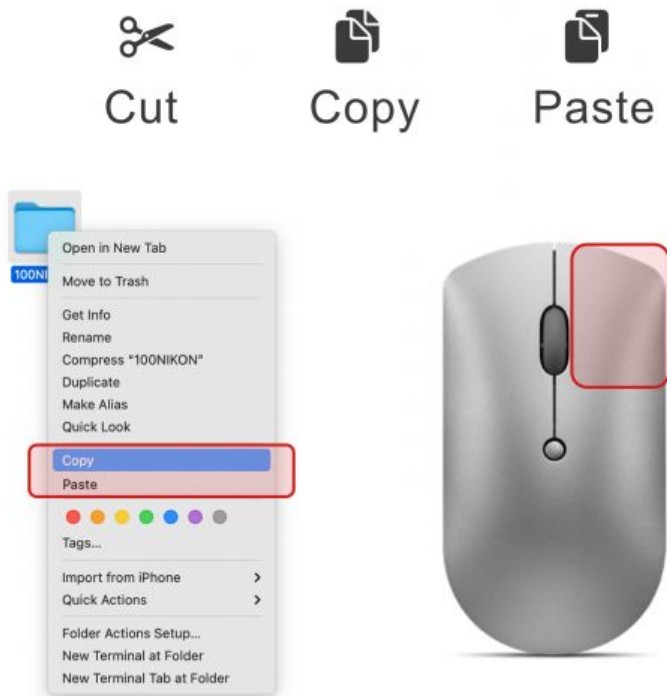 Cut Copy Paste
Open in New Tab
100NI
Move to Trash
Get Info
Rename
Compress "100NIKON"
Duplicate
Make Alias
Quick Look
Copy
Paste
Tags...
Import from iPhone
Quick Actions
Folder Actions Setup...
New Terminal at Folder
New Terminal Tab at Folder